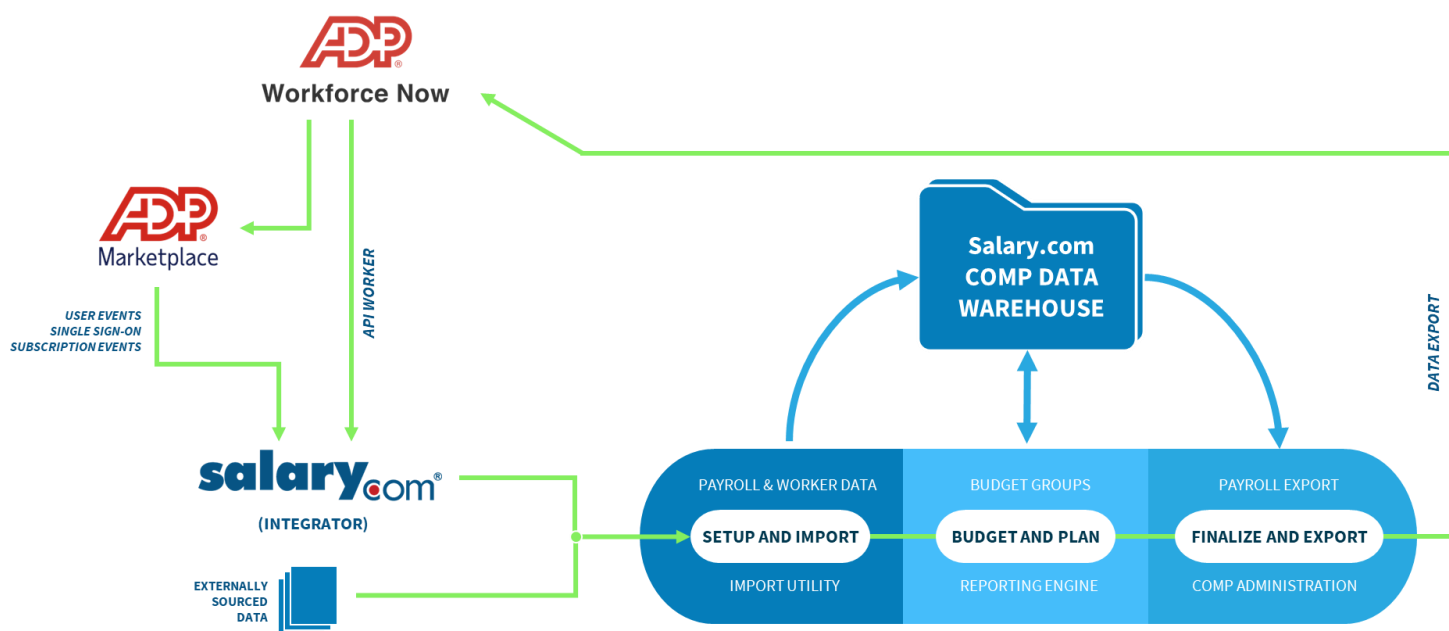 ADP®
Workforce Now
ADP®
Marketplace
USER EVENTS
SINGLE SIGN-ON
SUBSCRIPTION EVENTS
API WORKER
salary.com®
(INTEGRATOR)
EXTERNALLY
SOURCED
DATA
Salary.com
COMP DATA
WAREHOUSE
PAYROLL & WORKER DATA
SETUP AND IMPORT
IMPORT UTILITY
BUDGET GROUPS
BUDGET AND PLAN
REPORTING ENGINE
PAYROLL EXPORT
FINALIZE AND EXPORT
COMP ADMINISTRATION
DATA EXPORT